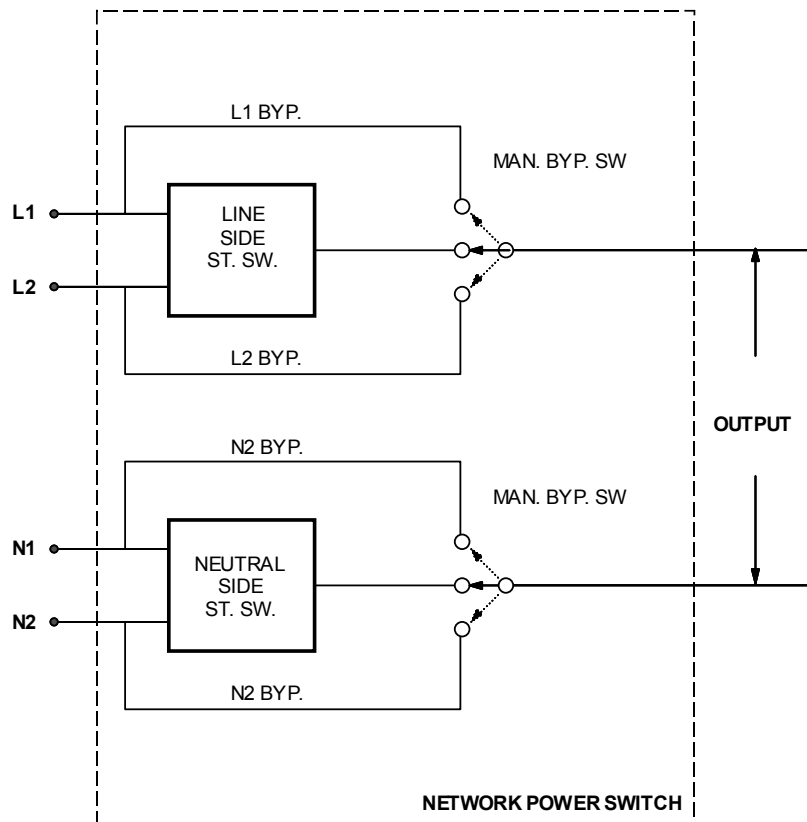 L1 BYP.
MAN. BYP. SW
L1
LINE
SIDE
ST. SW.
L2
L2 BYP.
OUTPUT
N2 BYP.
MAN. BYP. SW
N1
NEUTRAL
SIDE
ST. SW.
N2
N2 BYP.
NETWORK POWER SWITCH